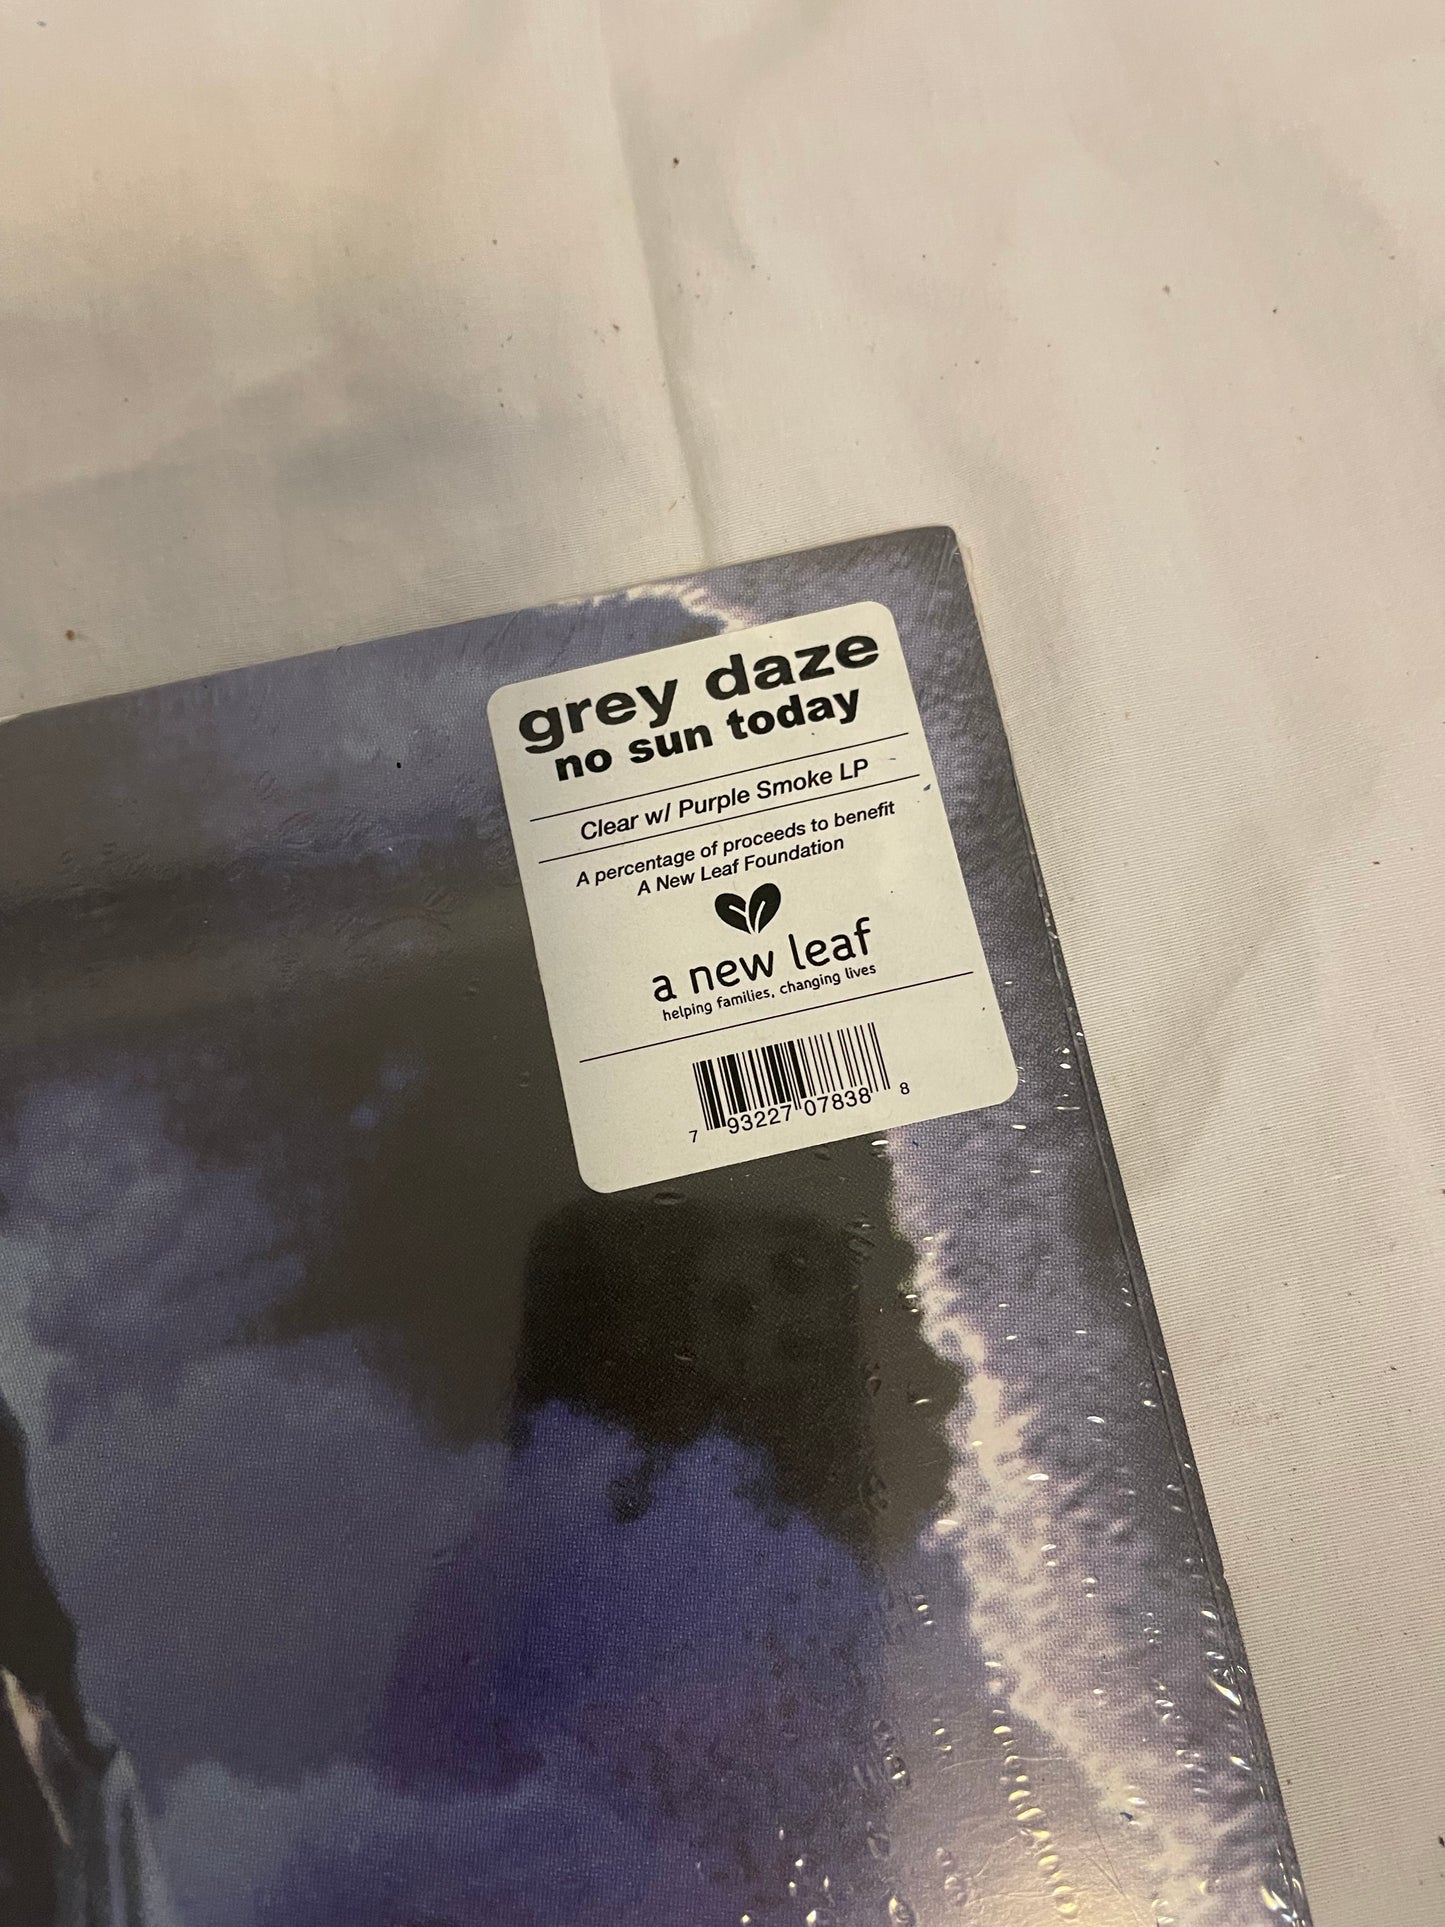 grey daze
no sun today
Clear w/ Purple Smoke LP
A percentage of proceeds to benefit
A New Leaf Foundation
a new leaf
helping families, changing lives
7 93227 07838 8